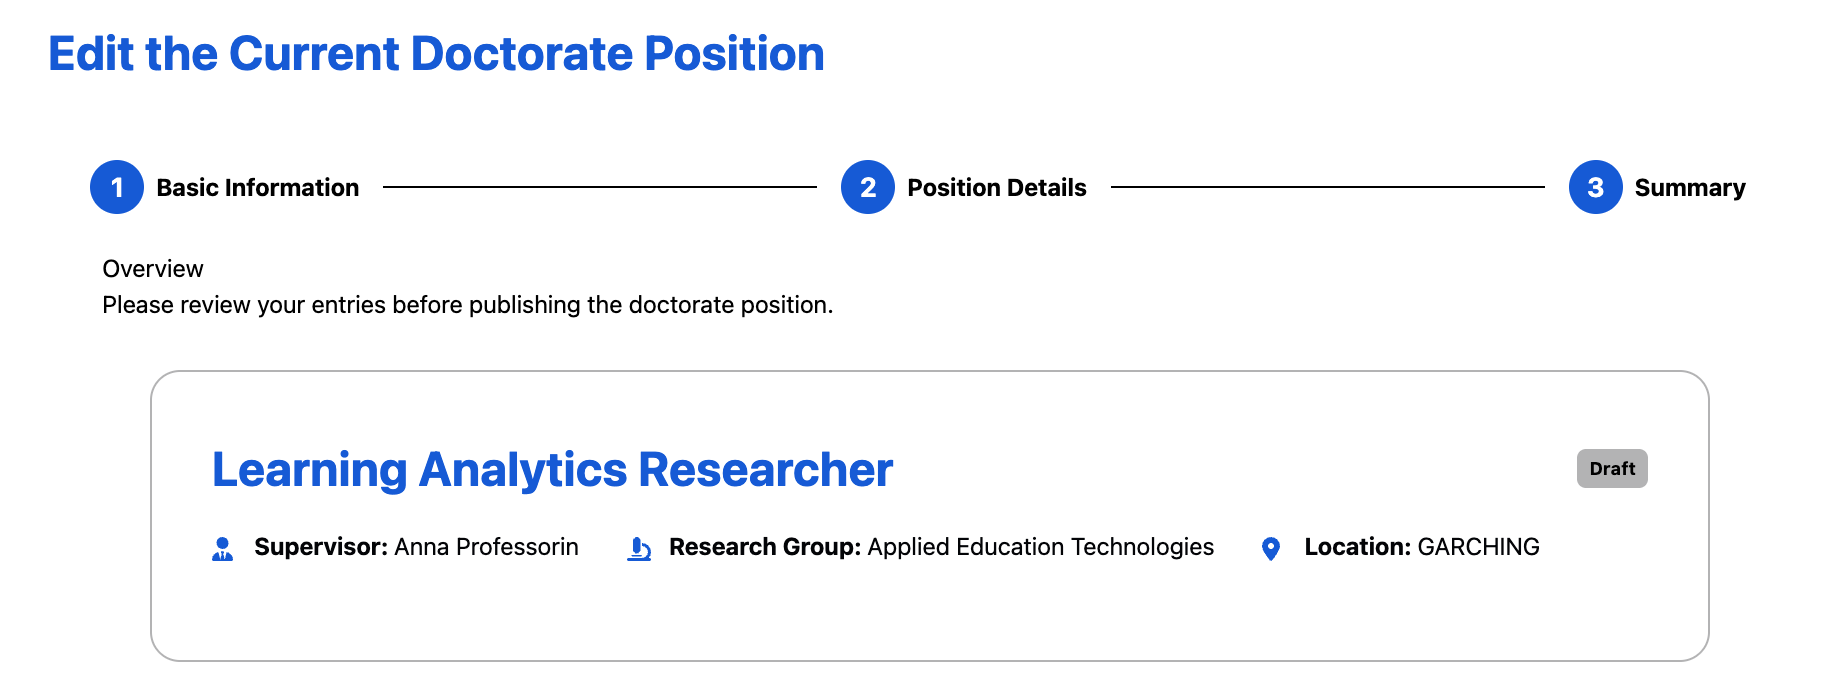 Edit the Current Doctorate Position
1 Basic Information 2 Position Details 3 Summary
Overview
Please review your entries before publishing the doctorate position.
Learning Analytics Researcher Draft
Supervisor: Anna Professorin Research Group: Applied Education Technologies Location: GARCHING